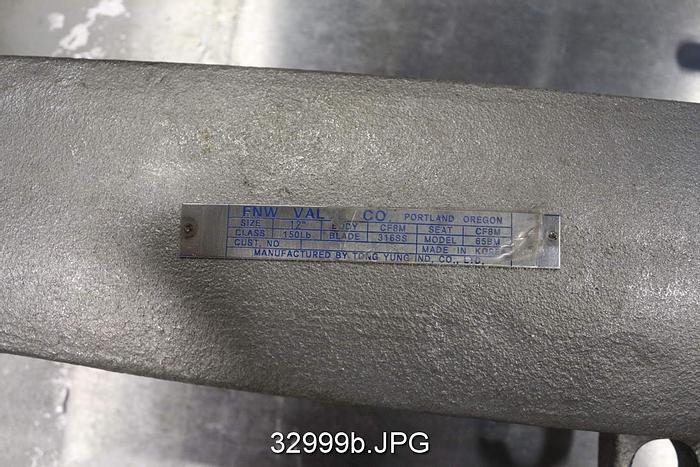 FNW VAL CO. PORTLAND OREGON
SIZE 12" BODY CF8M SEAT CF8M
CLASS 150Lb BLADE 316SS MODEL 65BM
CUST. NO MADE IN KORE
MANUFACTURED BY TONG YUNG IND, CO., LTD
32999b.JPG